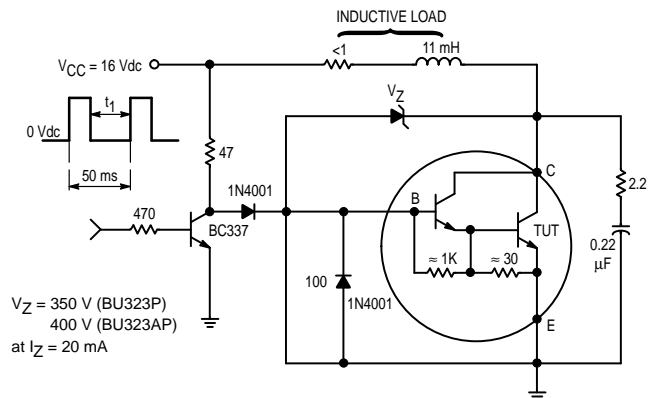 INDUCTIVE LOAD
<1
11 mH
VCC = 16 Vdc
t1
VZ
0 Vdc
47
C
50 ms
2.2
1N4001
B
470
BC337
TUT
0.22
μF
≈ 1K
≈ 30
100
1N4001
VZ = 350 V (BU323P)
400 V (BU323AP)
at IZ = 20 mA
E